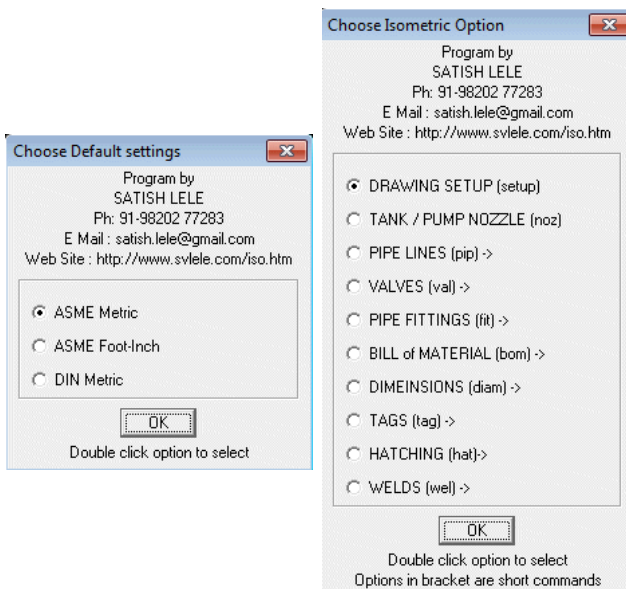 Choose Default settings
Program by
SATISH LELE
Ph: 91-98202 77283
E Mail : satish.lele@gmail.com
Web Site : http://www.svlele.com/iso.htm
ASME Metric
ASME Foot-Inch
DIN Metric
OK
Double click option to select
Choose Isometric Option
Program by
SATISH LELE
Ph: 91-98202 77283
E Mail : satish.lele@gmail.com
Web Site : http://www.svlele.com/iso.htm
DRAWING SETUP (setup)
TANK / PUMP NOZZLE (noz)
PIPE LINES (pip) ->
VALVES (val) ->
PIPE FITTINGS (fit) ->
BILL of MATERIAL (bom) ->
DIMEINSIONS (diam) ->
TAGS (tag) ->
HATCHING (hat)->
WELDS (wel) ->
OK
Double click option to select
Options in bracket are short commands